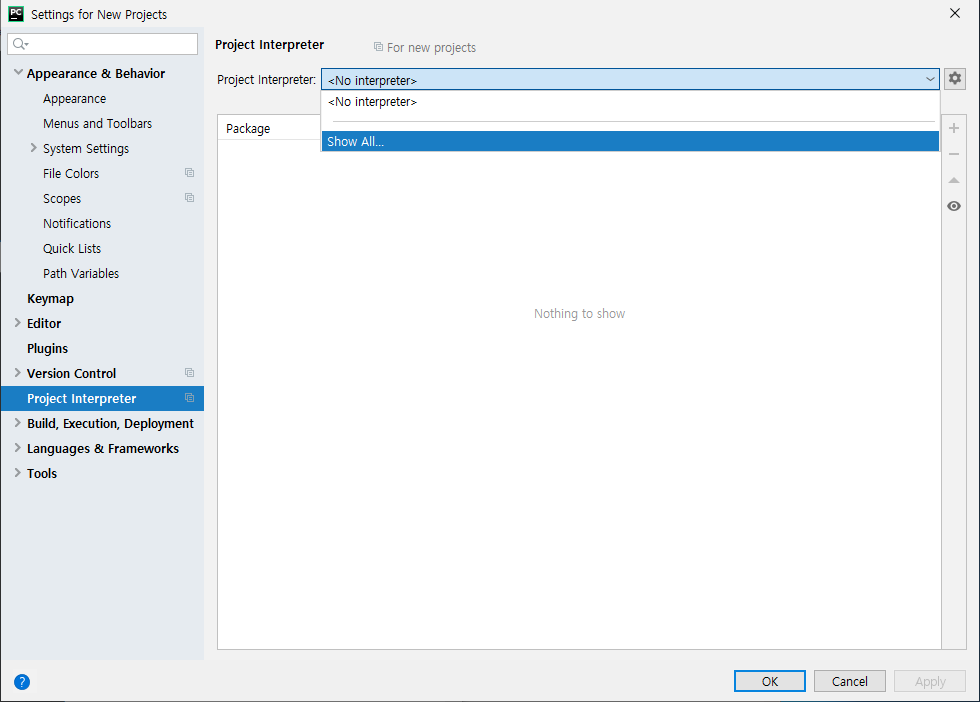 PC
Settings for New Projects
Project Interpreter
For new projects
Appearance & Behavior
Appearance
Menus and Toolbars
System Settings
File Colors
Scopes
Notifications
Quick Lists
Path Variables
Keymap
Editor
Plugins
Version Control
Project Interpreter
Build, Execution, Deployment
Languages & Frameworks
Tools
Project Interpreter: <No interpreter>
<No interpreter>
Show All...
Package
Nothing to show
?
OK Cancel Apply